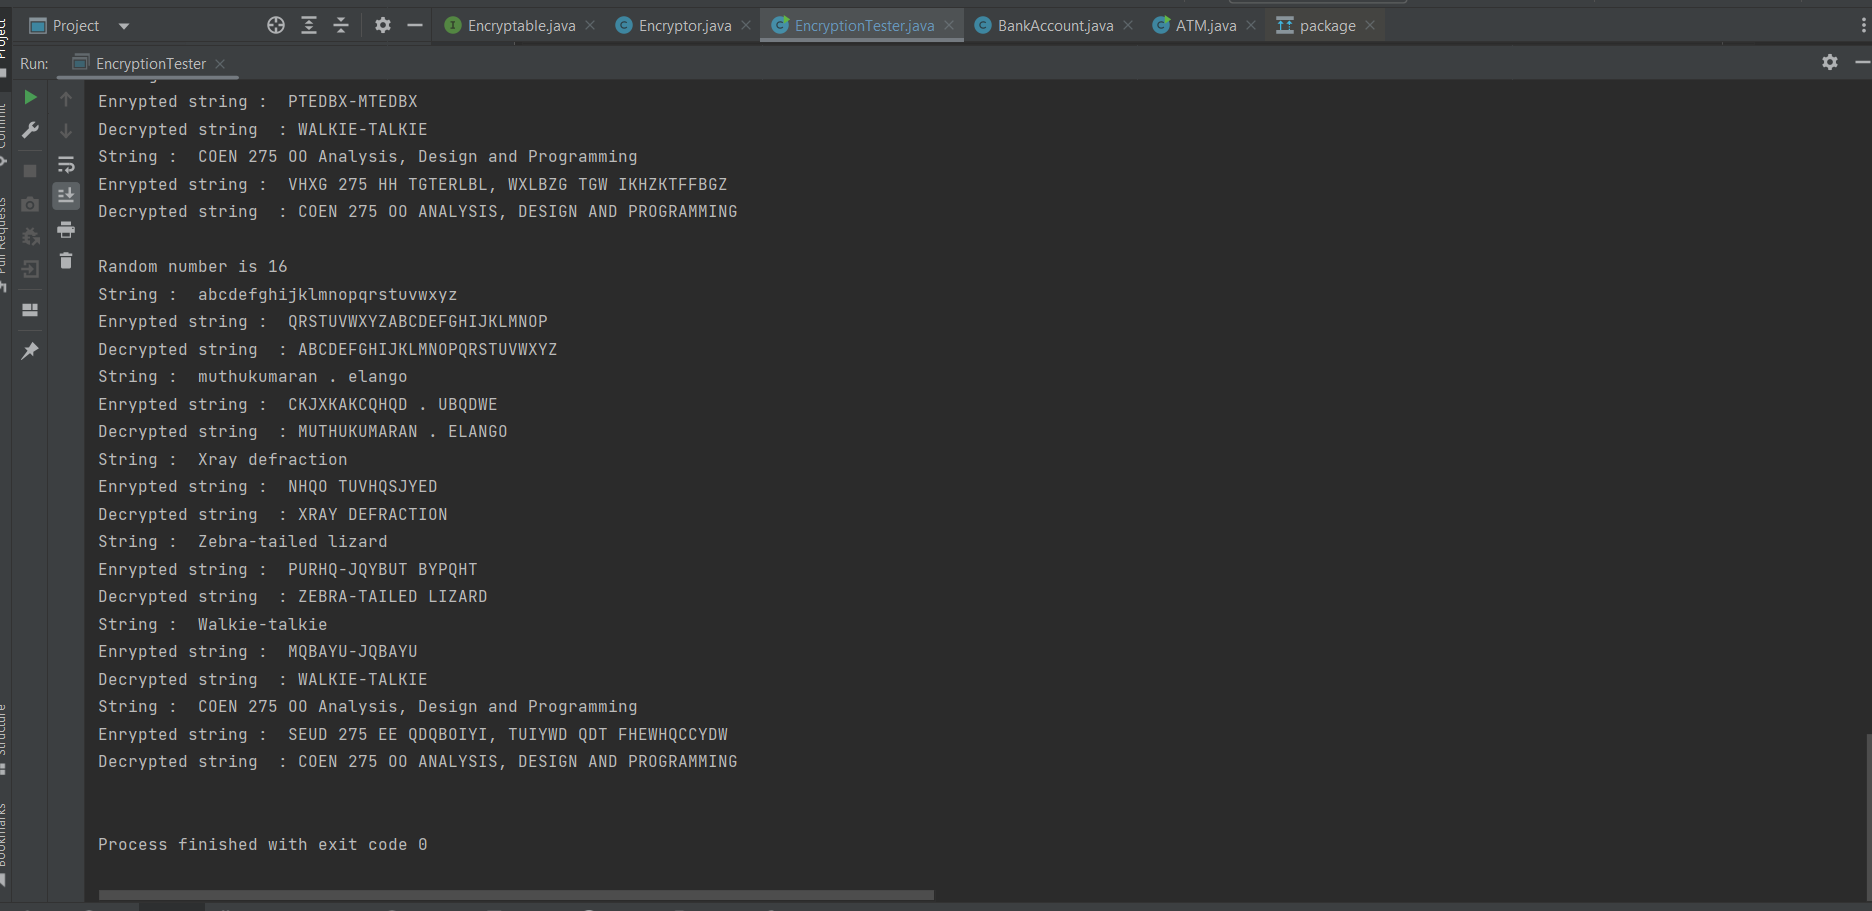 Project
Encryptable.java
Encryptor.java
EncryptionTester.java
BankAccount.java
ATM.java
package
Run:
EncryptionTester
Enrypted string :  PTEDBX-MTEDBX
Decrypted string  : WALKIE-TALKIE
String :  COEN 275 OO Analysis, Design and Programming
Enrypted string :  VHXG 275 HH TGTERLBL, WXLBZG TGW IKHZKTFFBGZ
Decrypted string  : COEN 275 OO ANALYSIS, DESIGN AND PROGRAMMING
Random number is 16
String :  abcdefghijklmnopqrstuvwxyz
Enrypted string :  QRSTUVWXYZABCDEFGHIJKLMNOP
Decrypted string  : ABCDEFGHIJKLMNOPQRSTUVWXYZ
String :  muthukumaran . elango
Enrypted string :  CKJXKAKCQHQD . UBQDWE
Decrypted string  : MUTHUKUMARAN . ELANGO
String :  Xray defraction
Enrypted string :  NHQO TUVHQSJYED
Decrypted string  : XRAY DEFRACTION
String :  Zebra-tailed lizard
Enrypted string :  PURHQ-JQYBUT BYPQHT
Decrypted string  : ZEBRA-TAILED LIZARD
String :  Walkie-talkie
Enrypted string :  MQBAYU-JQBAYU
Decrypted string  : WALKIE-TALKIE
String :  COEN 275 OO Analysis, Design and Programming
Enrypted string :  SEUD 275 EE QDQBOIYI, TUIYWD QDT FHEWHQCCYDW
Decrypted string  : COEN 275 OO ANALYSIS, DESIGN AND PROGRAMMING
Process finished with exit code 0
Project
Commit
Pull Requests
Structure
Bookmarks